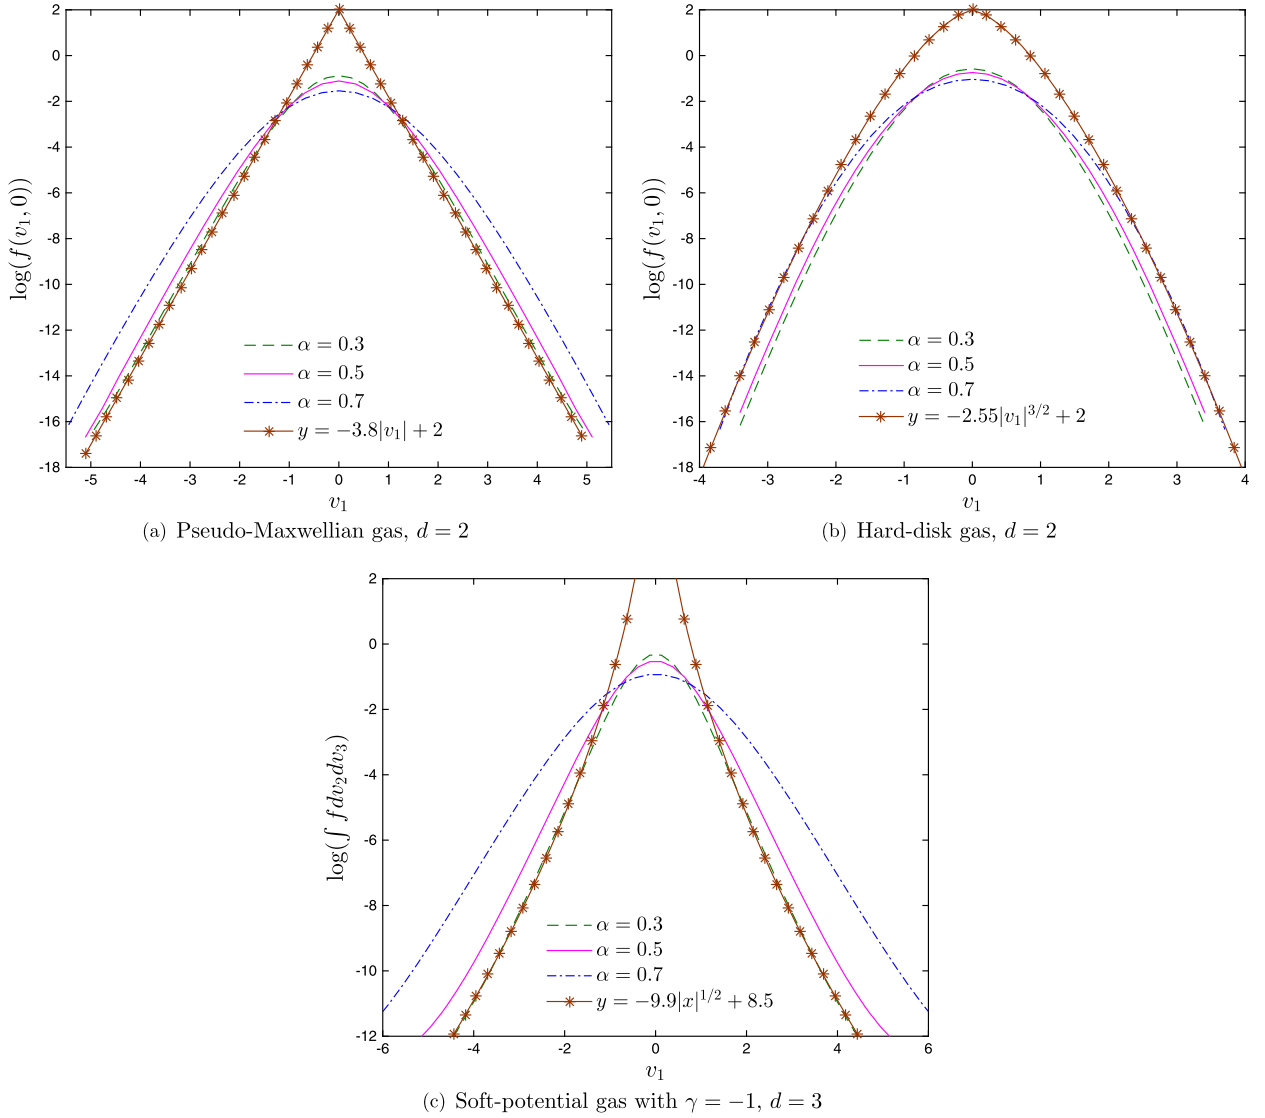 2
0
-2
-4
-6
-8
-10
-12
-14
-16
-18
log(f(v₁, 0))
α = 0.3
α = 0.5
α = 0.7
y = −3.8|v₁| + 2
-5 -4 -3 -2 -1 0 1 2 3 4 5
v₁
(a) Pseudo-Maxwellian gas, d = 2
2
0
-2
-4
-6
-8
-10
-12
-14
-16
-18
log(f(v₁, 0))
α = 0.3
α = 0.5
α = 0.7
y = −2.55|v₁|^{3/2} + 2
-4 -3 -2 -1 0 1 2 3 4
v₁
(b) Hard-disk gas, d = 2
2
0
-2
-4
-6
-8
-10
-12
log(∫ f dv₂dv₃)
α = 0.3
α = 0.5
α = 0.7
y = −9.9|x|^{1/2} + 8.5
-6 -4 -2 0 2 4 6
v₁
(c) Soft-potential gas with γ = −1, d = 3